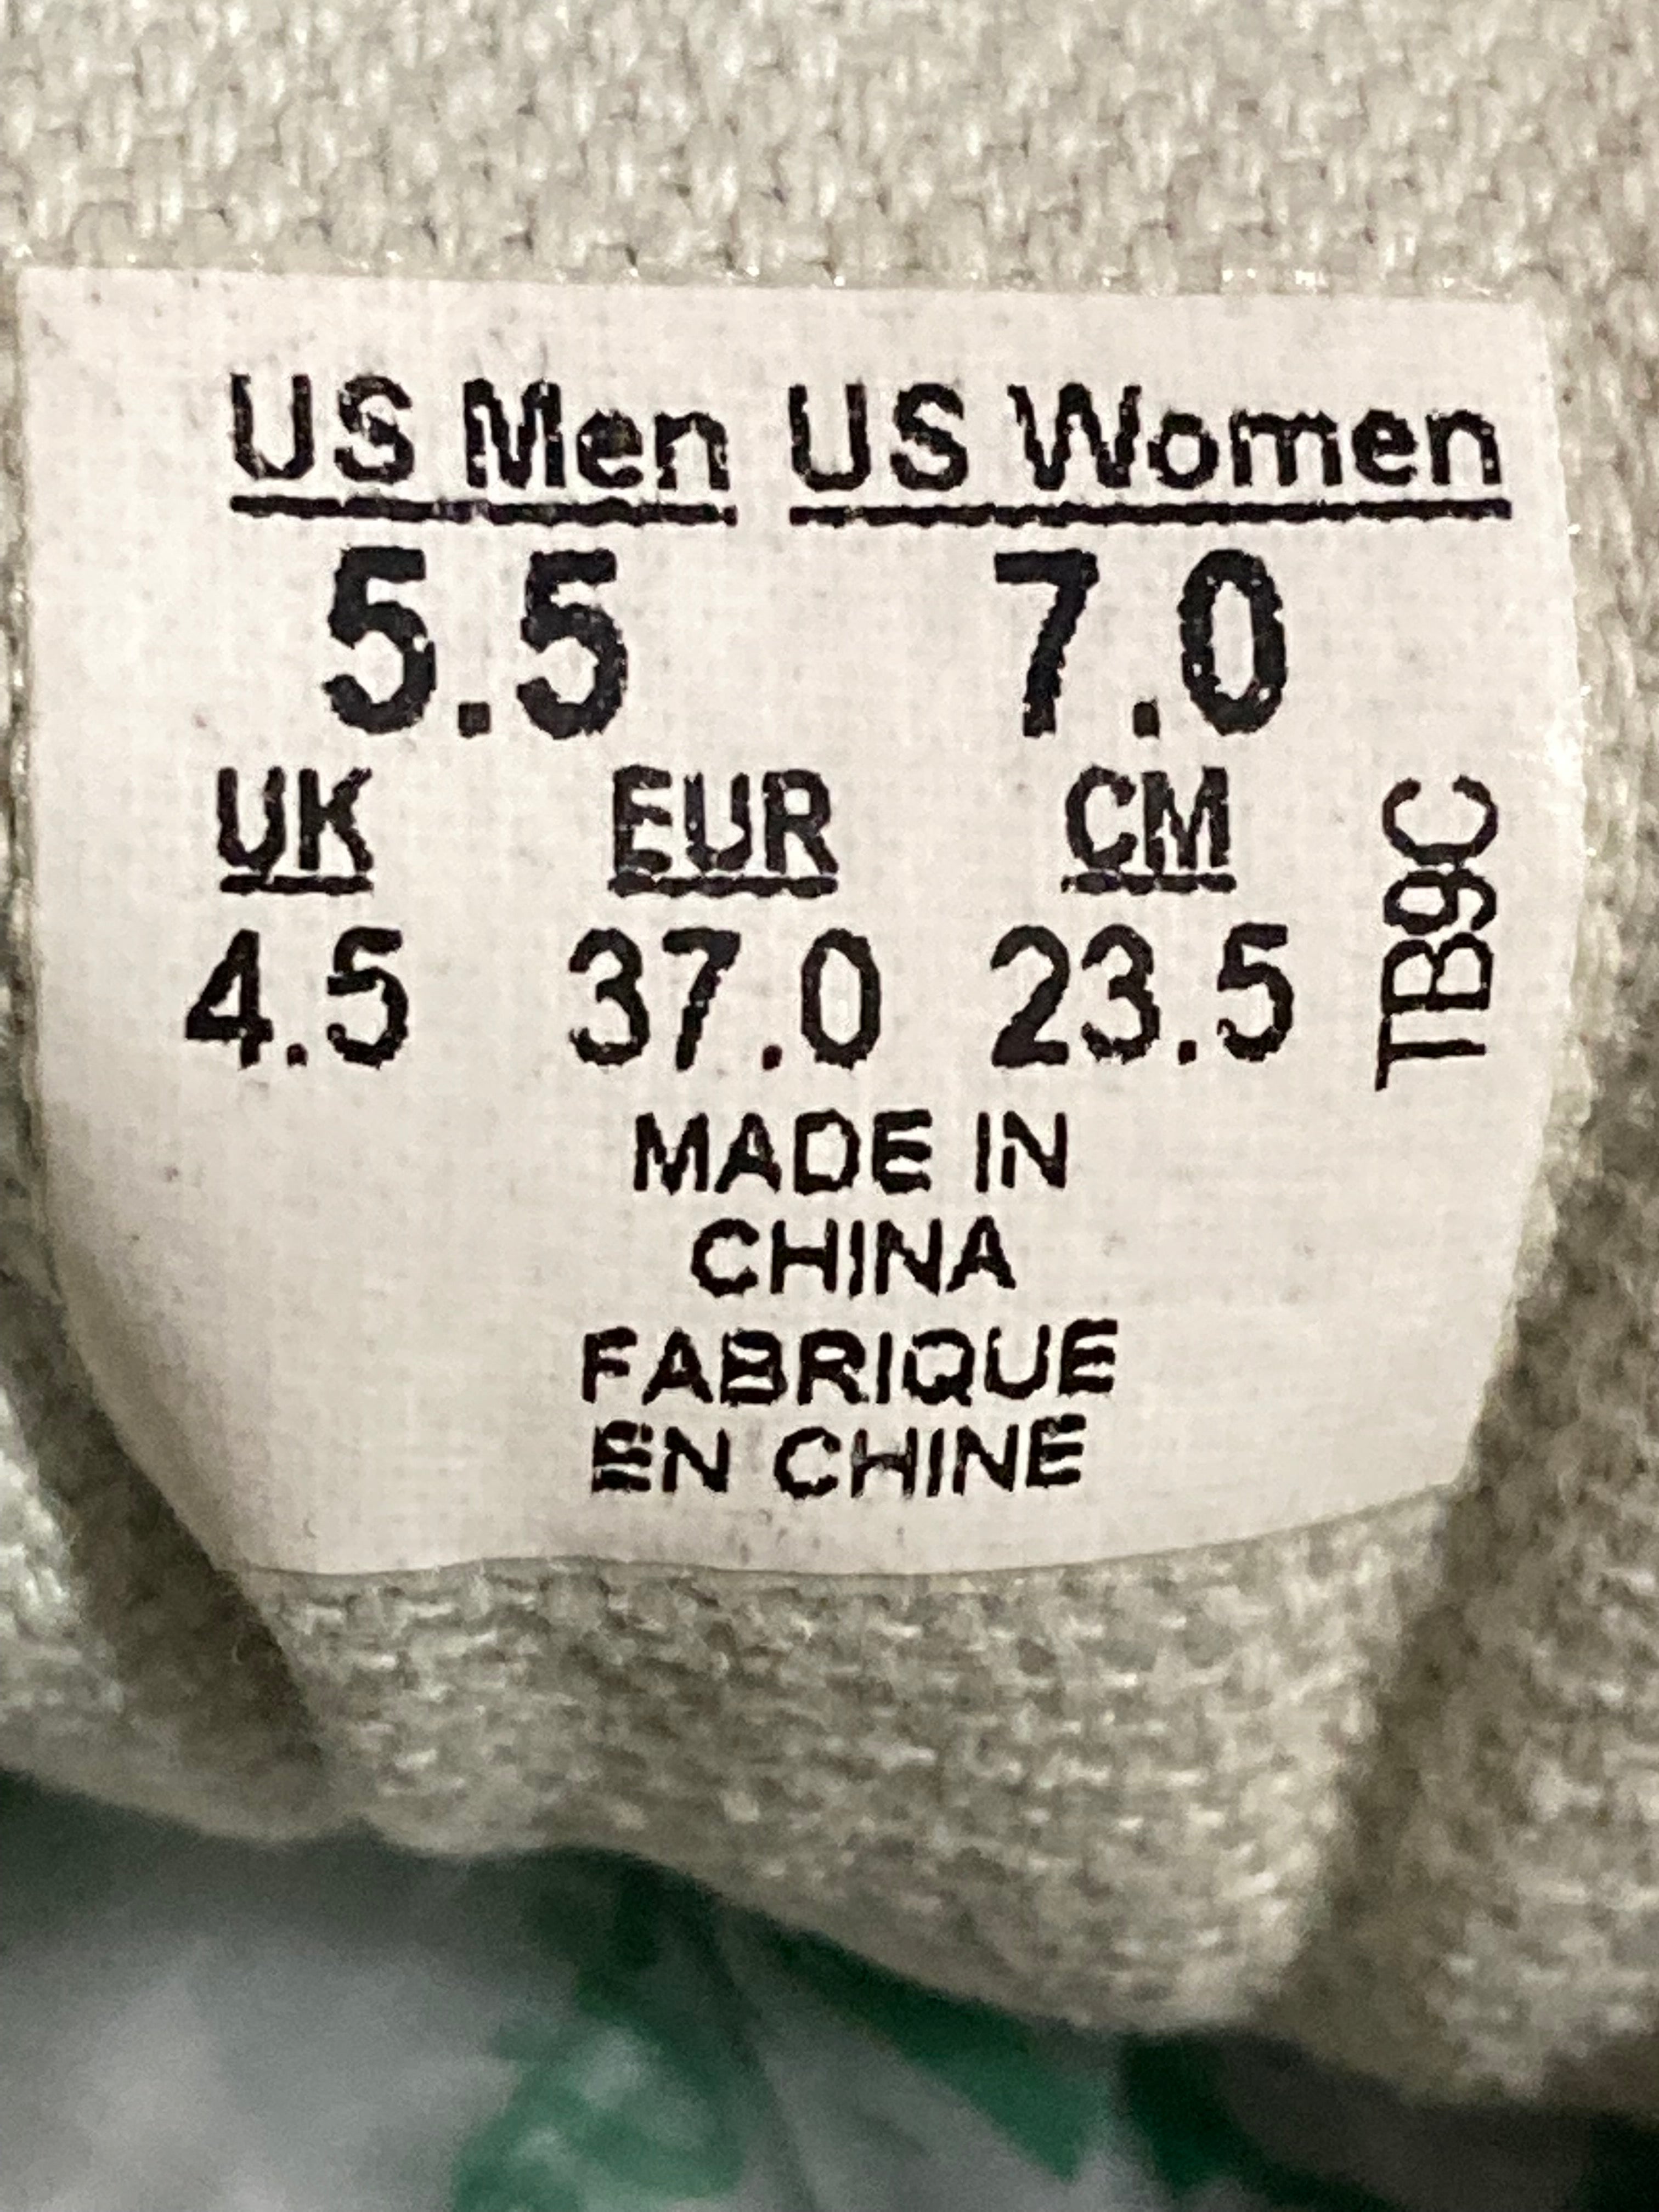 US Men US Women
5.5 7.0
UK EUR CM
4.5 37.0 23.5
TB9C
MADE IN
CHINA
FABRIQUE
EN CHINE